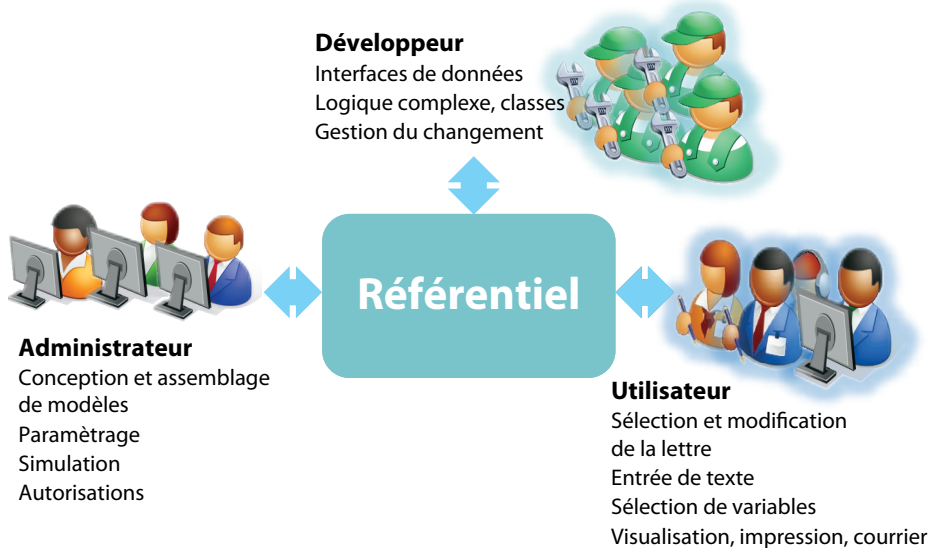 Développeur
Interfaces de données
Logique complexe, classes
Gestion du changement
Référentiel
Administrateur
Conception et assemblage
de modèles
Paramètrage
Simulation
Autorisations
Utilisateur
Sélection et modification
de la lettre
Entrée de texte
Sélection de variables
Visualisation, impression, courrier